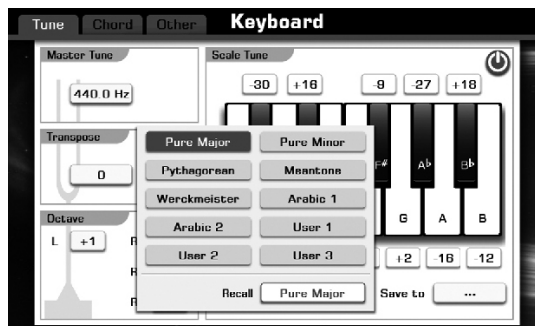 Tune Chord Other Keyboard
Master Tune
440.0 Hz
Scale Tune
-30 +16 -9 -27 +18
Transpose
0
Pure Major Pure Minor
Pythagorean Meantone
Werckmeister Arabic 1
Arabic 2 User 1
User 2 User 3
Recall Pure Major
F# Ab Bb
G A B
Octave
L +1 R
R
R
+2 -16 -12
Save to ...